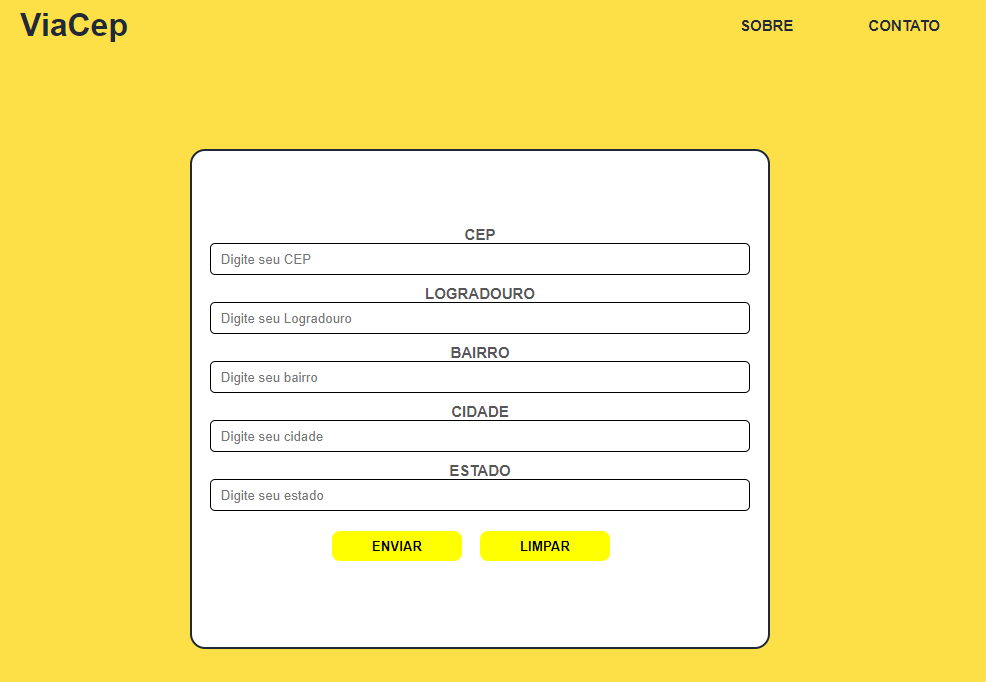 ViaCep
SOBRE CONTATO
CEP
Digite seu CEP
LOGRADOURO
Digite seu Logradouro
BAIRRO
Digite seu bairro
CIDADE
Digite seu cidade
ESTADO
Digite seu estado
ENVIAR LIMPAR